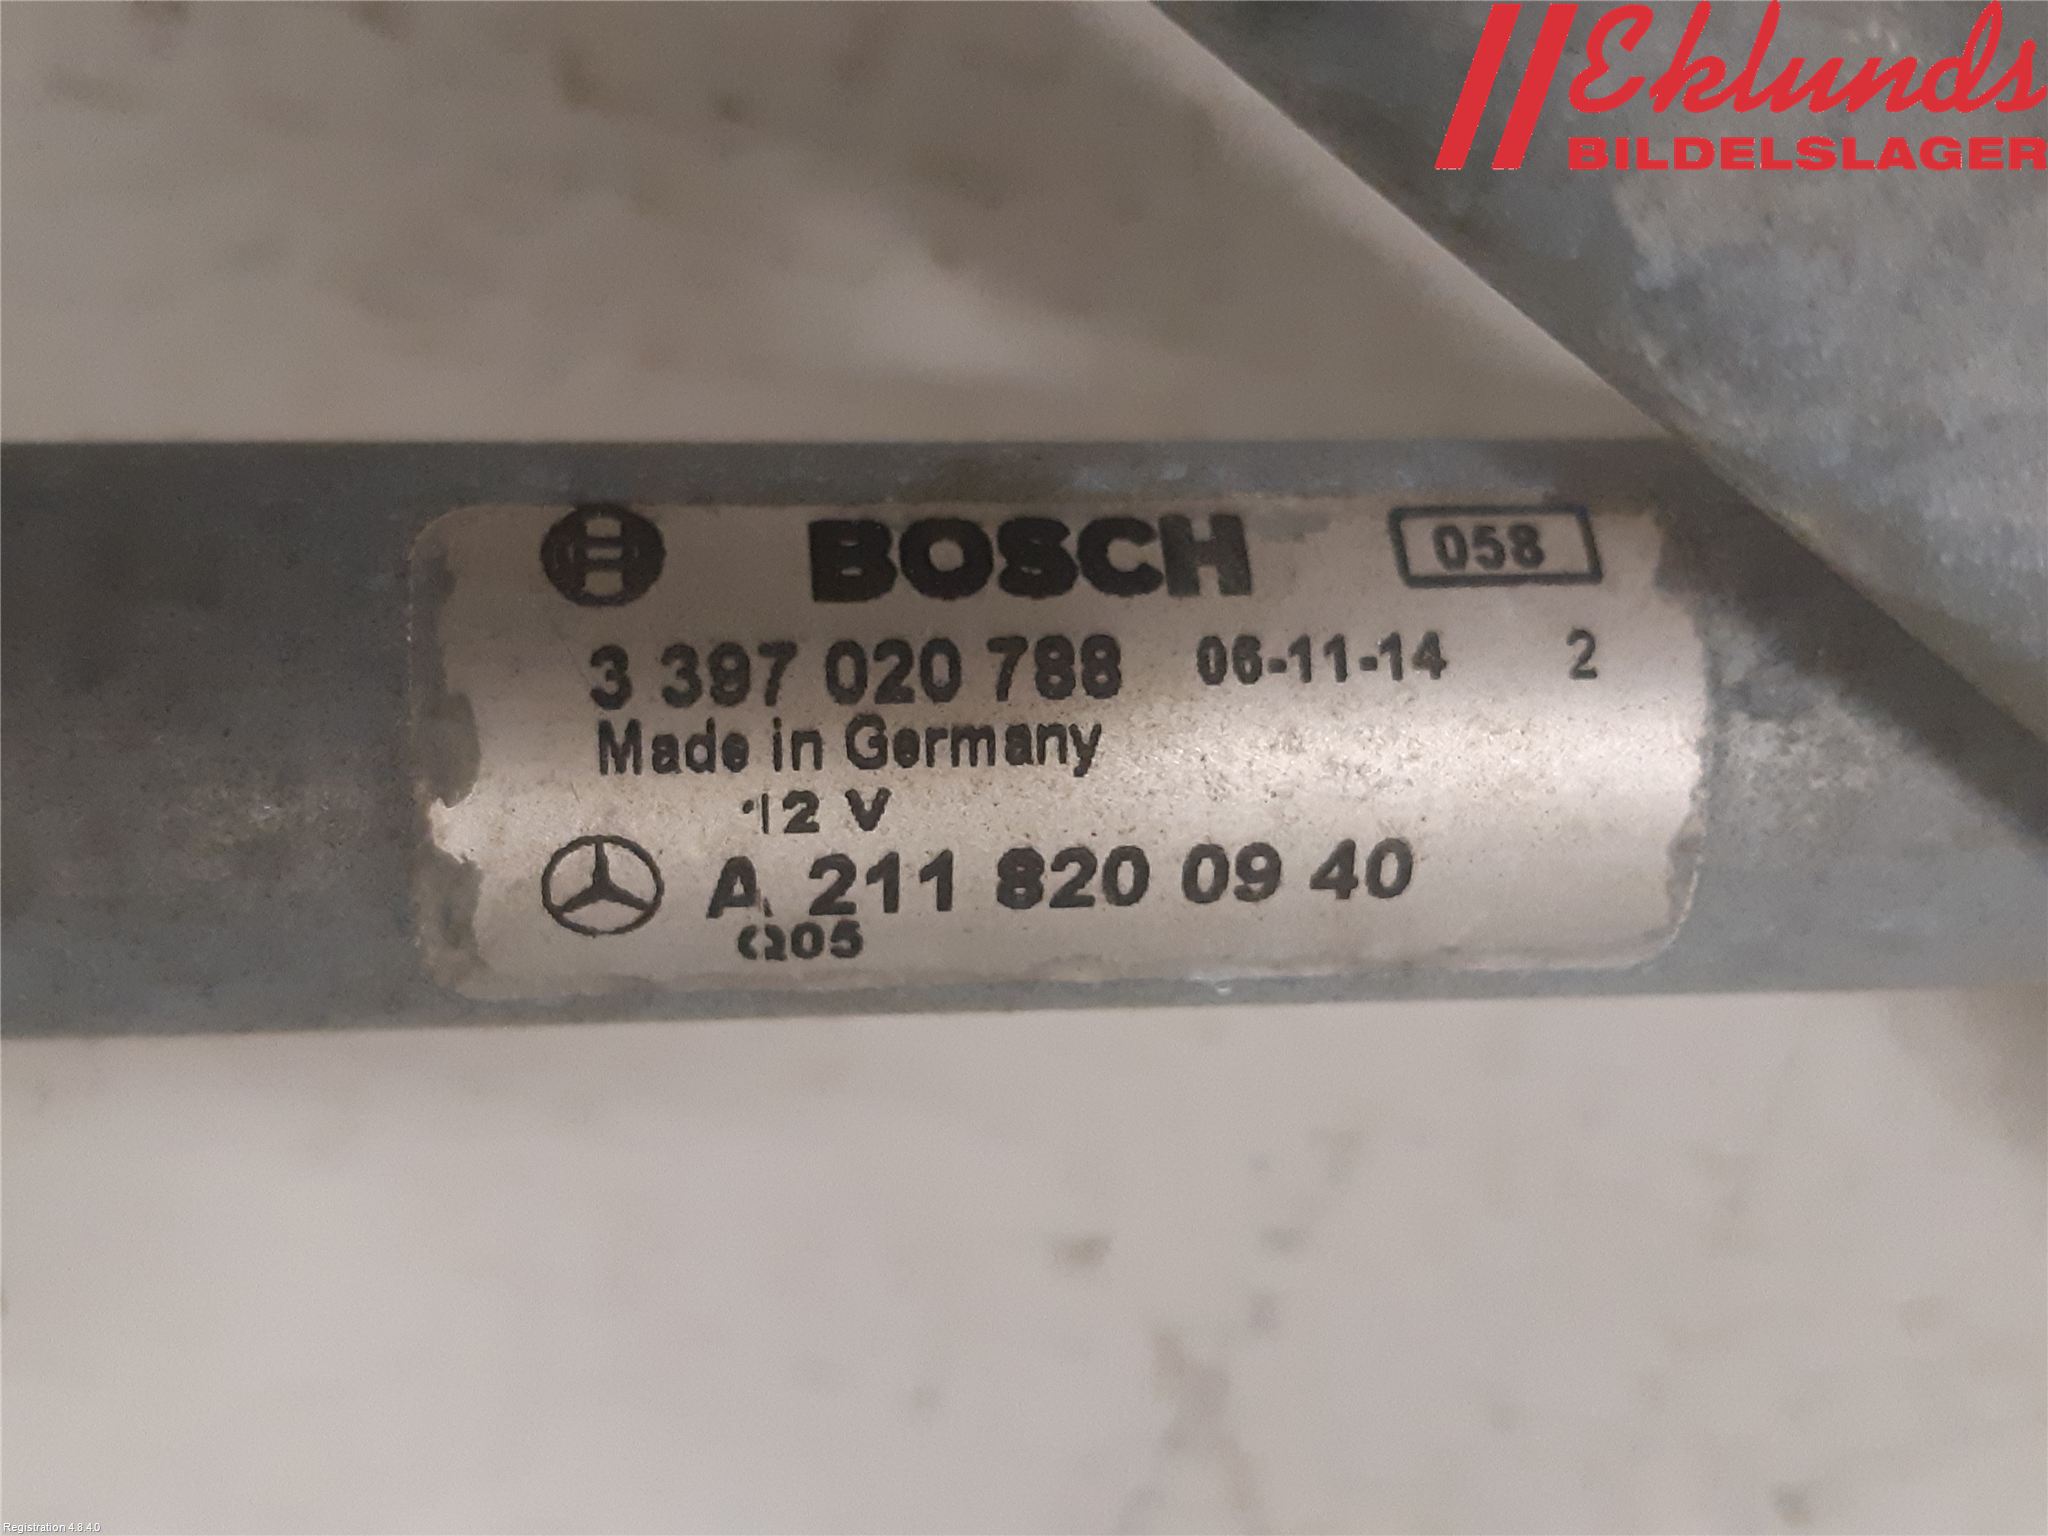 Eklunds
BILDELSLAGER
BOSCH 058
3 397 020 788 06-11-14 2
Made in Germany
12 V
A 211 820 09 40
Registration 4.8.4.0